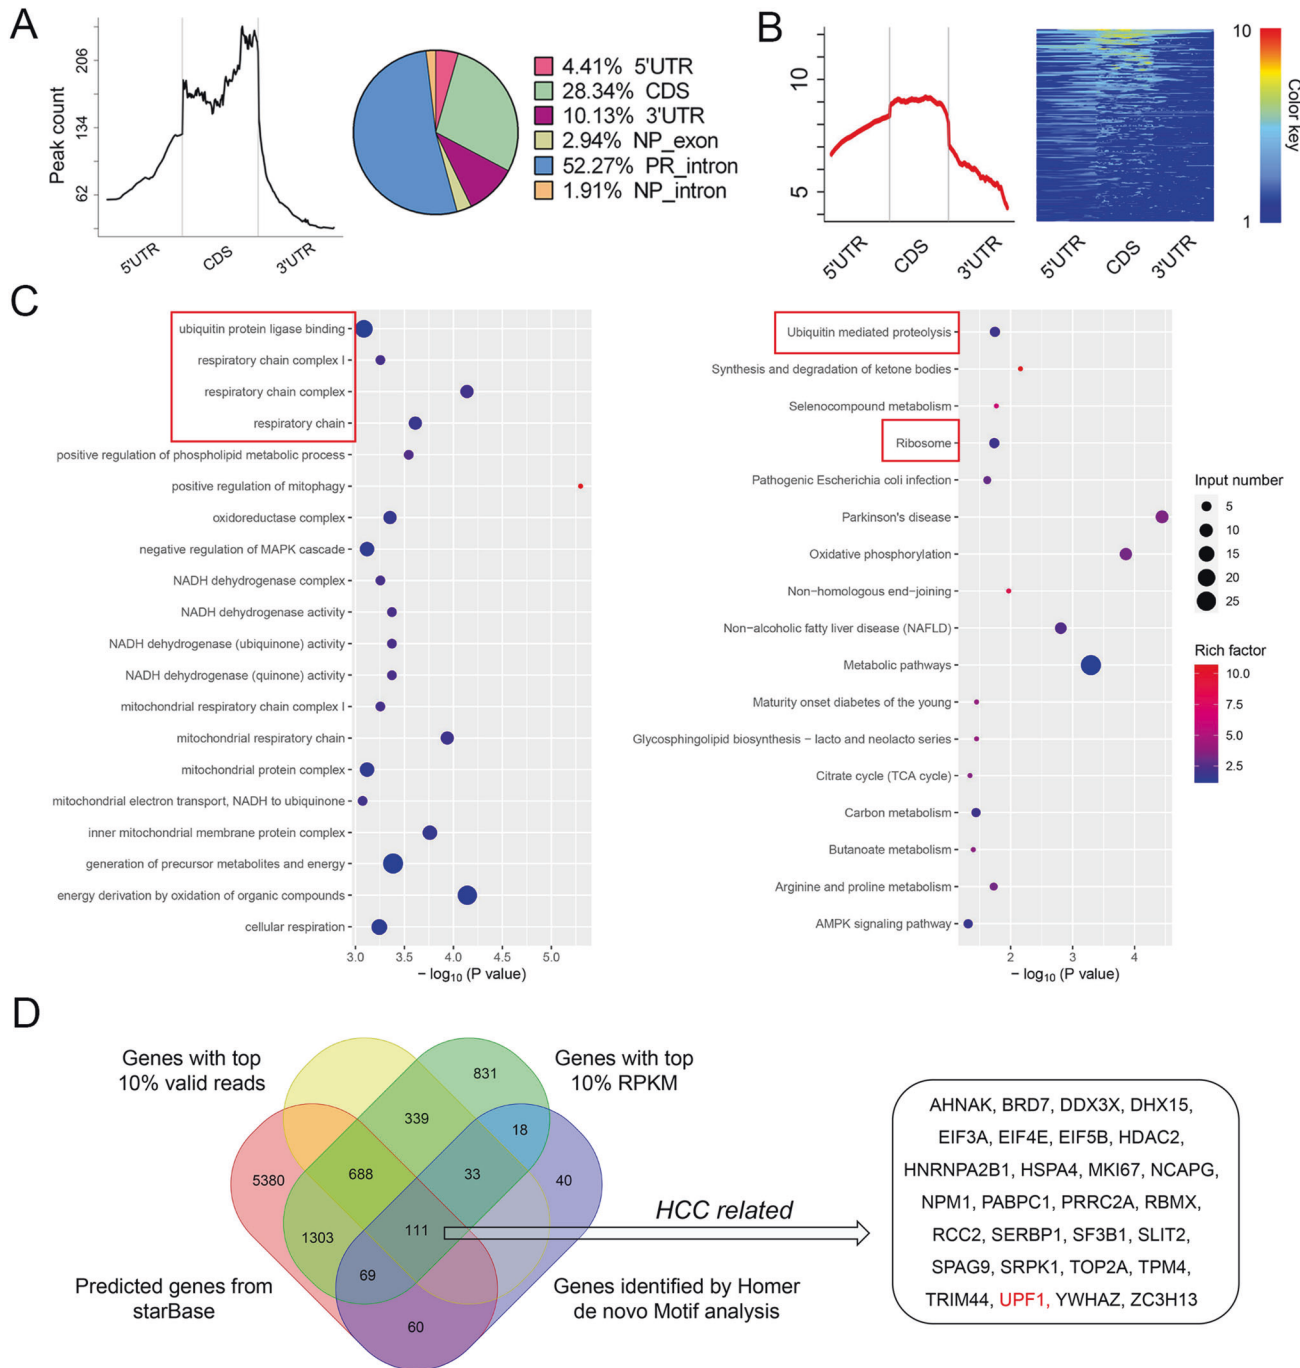 A
Peak count
206
134
62
5'UTR
CDS
3'UTR
4.41% 5'UTR
28.34% CDS
10.13% 3'UTR
2.94% NP_exon
52.27% PR_intron
1.91% NP_intron
B
10
5
5'UTR
CDS
3'UTR
5'UTR
CDS
3'UTR
10
1
Color key
C
ubiquitin protein ligase binding
respiratory chain complex I
respiratory chain complex
respiratory chain
positive regulation of phospholipid metabolic process
positive regulation of mitophagy
oxidoreductase complex
negative regulation of MAPK cascade
NADH dehydrogenase complex
NADH dehydrogenase activity
NADH dehydrogenase (ubiquinone) activity
NADH dehydrogenase (quinone) activity
mitochondrial respiratory chain complex I
mitochondrial respiratory chain
mitochondrial protein complex
mitochondrial electron transport, NADH to ubiquinone
inner mitochondrial membrane protein complex
generation of precursor metabolites and energy
energy derivation by oxidation of organic compounds
cellular respiration
3.0 3.5 4.0 4.5 5.0
− log₁₀ (P value)
Ubiquitin mediated proteolysis
Synthesis and degradation of ketone bodies
Selenocompound metabolism
Ribosome
Pathogenic Escherichia coli infection
Parkinson's disease
Oxidative phosphorylation
Non−homologous end−joining
Non−alcoholic fatty liver disease (NAFLD)
Metabolic pathways
Maturity onset diabetes of the young
Glycosphingolipid biosynthesis − lacto and neolacto series
Citrate cycle (TCA cycle)
Carbon metabolism
Butanoate metabolism
Arginine and proline metabolism
AMPK signaling pathway
2 3 4
− log₁₀ (P value)
Input number
5
10
15
20
25
Rich factor
10.0
7.5
5.0
2.5
D
Genes with top
10% valid reads
Genes with top
10% RPKM
Predicted genes from
starBase
Genes identified by Homer
de novo Motif analysis
831
339
18
5380
688
33
40
1303
111
69
60
HCC related
AHNAK, BRD7, DDX3X, DHX15,
EIF3A, EIF4E, EIF5B, HDAC2,
HNRNPA2B1, HSPA4, MKI67, NCAPG,
NPM1, PABPC1, PRRC2A, RBMX,
RCC2, SERBP1, SF3B1, SLIT2,
SPAG9, SRPK1, TOP2A, TPM4,
TRIM44, UPF1, YWHAZ, ZC3H13